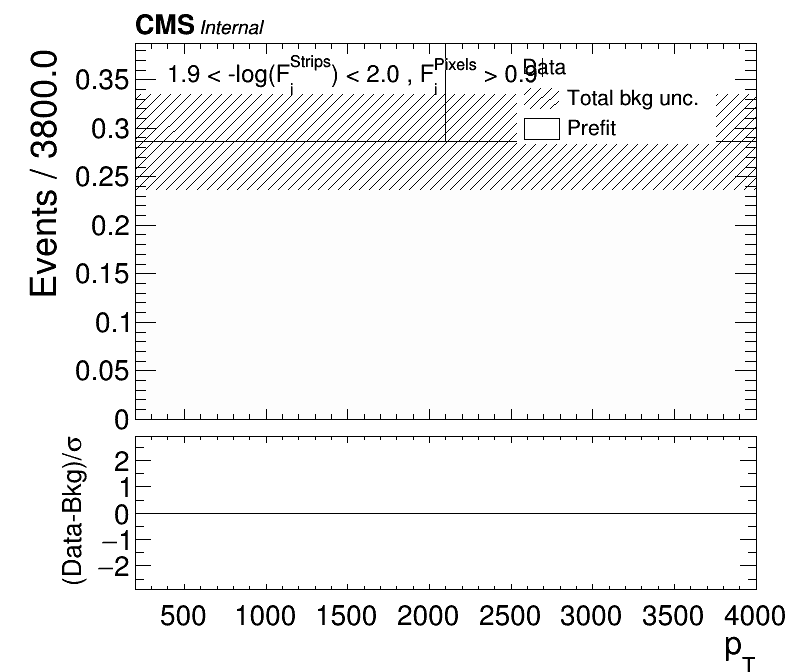 CMS Internal
1.9 < -log(F_i^Strips) < 2.0 , F_i^Pixels > 0.9
Data
Total bkg unc.
Prefit
Events / 3800.0
0.35
0.3
0.25
0.2
0.15
0.1
0.05
0
(Data-Bkg)/σ
2
1
0
−1
−2
500 1000 1500 2000 2500 3000 3500 4000
p_T